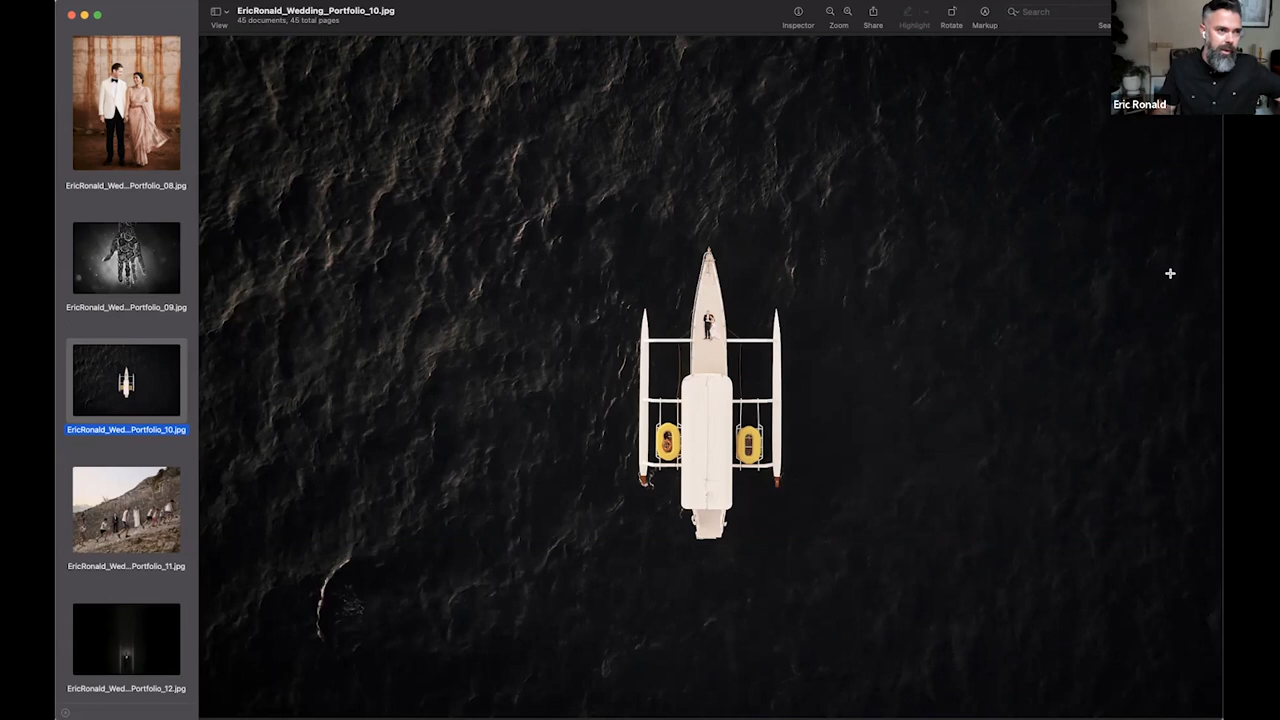 EricRonald_Wedding_Portfolio_10.jpg
45 documents, 45 total pages
View
Inspector
Zoom
Share
Highlight
Rotate
Markup
Search
Sea
Eric Ronald
EricRonald_Wed...Portfolio_08.jpg
EricRonald_Wed...Portfolio_09.jpg
EricRonald_Wed...Portfolio_10.jpg
EricRonald_Wed...Portfolio_11.jpg
EricRonald_Wed...Portfolio_12.jpg